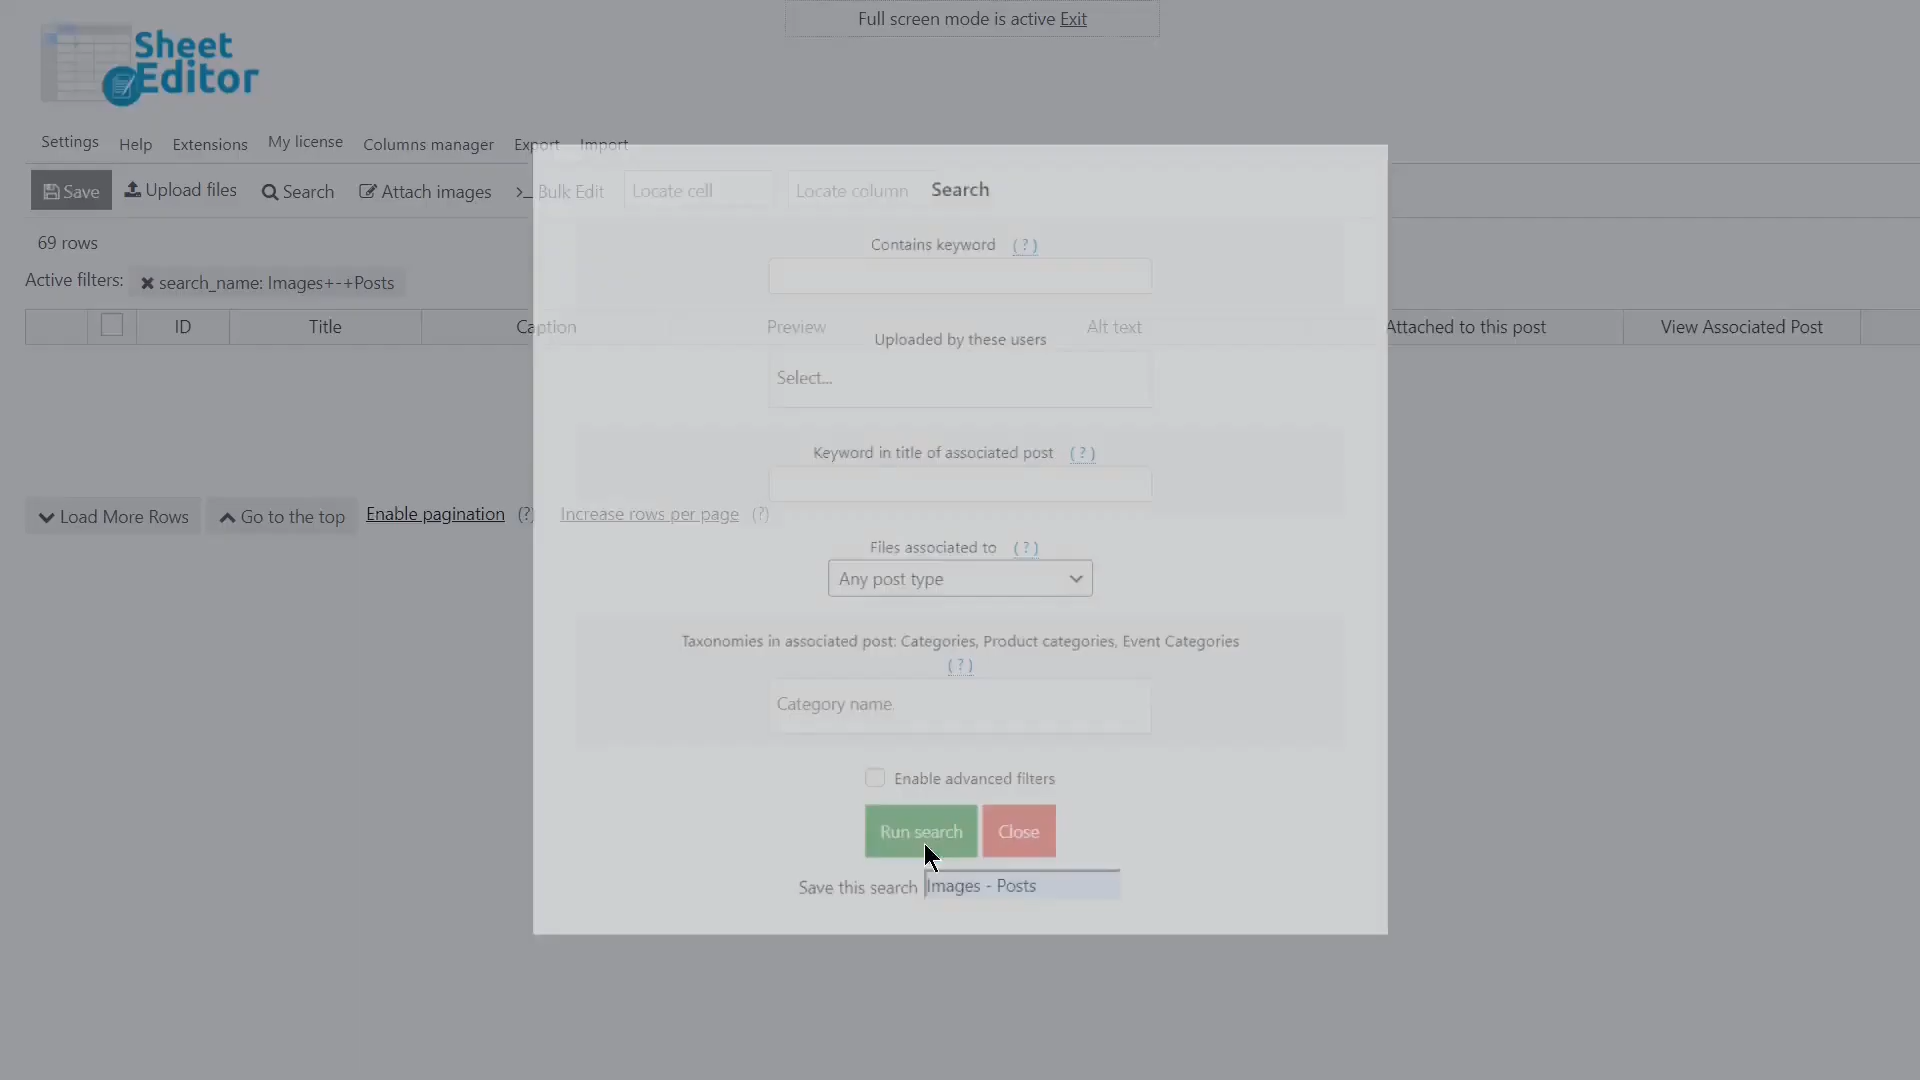 Full screen mode is active Exit
Sheet
Editor
Settings Help Extensions My license Columns manager Export Import
Save Upload files Search Attach images >_ Bulk Edit Locate cell Locate column
Search
69 rows
Contains keyword (?)
Active filters: ✖ search_name: Images+-+Posts
ID Title Caption Preview Alt text Attached to this post View Associated Post
Uploaded by these users
Select...
Keyword in title of associated post (?)
Load More Rows Go to the top Enable pagination (?) Increase rows per page (?)
Files associated to (?)
Any post type
Taxonomies in associated post: Categories, Product categories, Event Categories
(?)
Category name
Enable advanced filters
Run search Close
Save this search Images - Posts